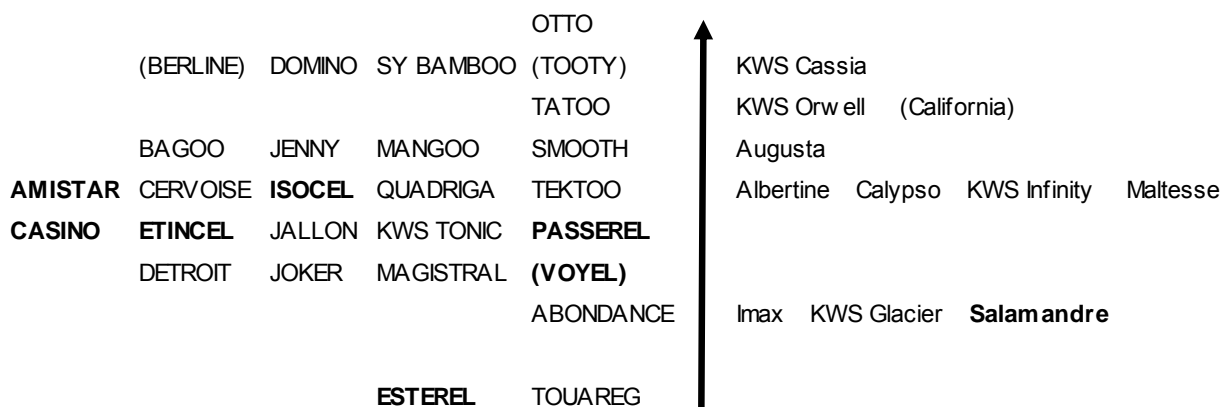 OTTO
(BERLINE) DOMINO SY BAMBOO (TOOTY) KWS Cassia
TATOO KWS Orwell (California)
BAGOO JENNY MANGOO SMOOTH Augusta
AMISTAR CERVOISE ISOCEL QUADRIGA TEKTOO Albertine Calypso KWS Infinity Maltesse
CASINO ETINCEL JALLON KWS TONIC PASSEREL
DETROIT JOKER MAGISTRAL (VOYEL)
ABONDANCE Imax KWS Glacier Salamandre
ESTEREL TOUAREG